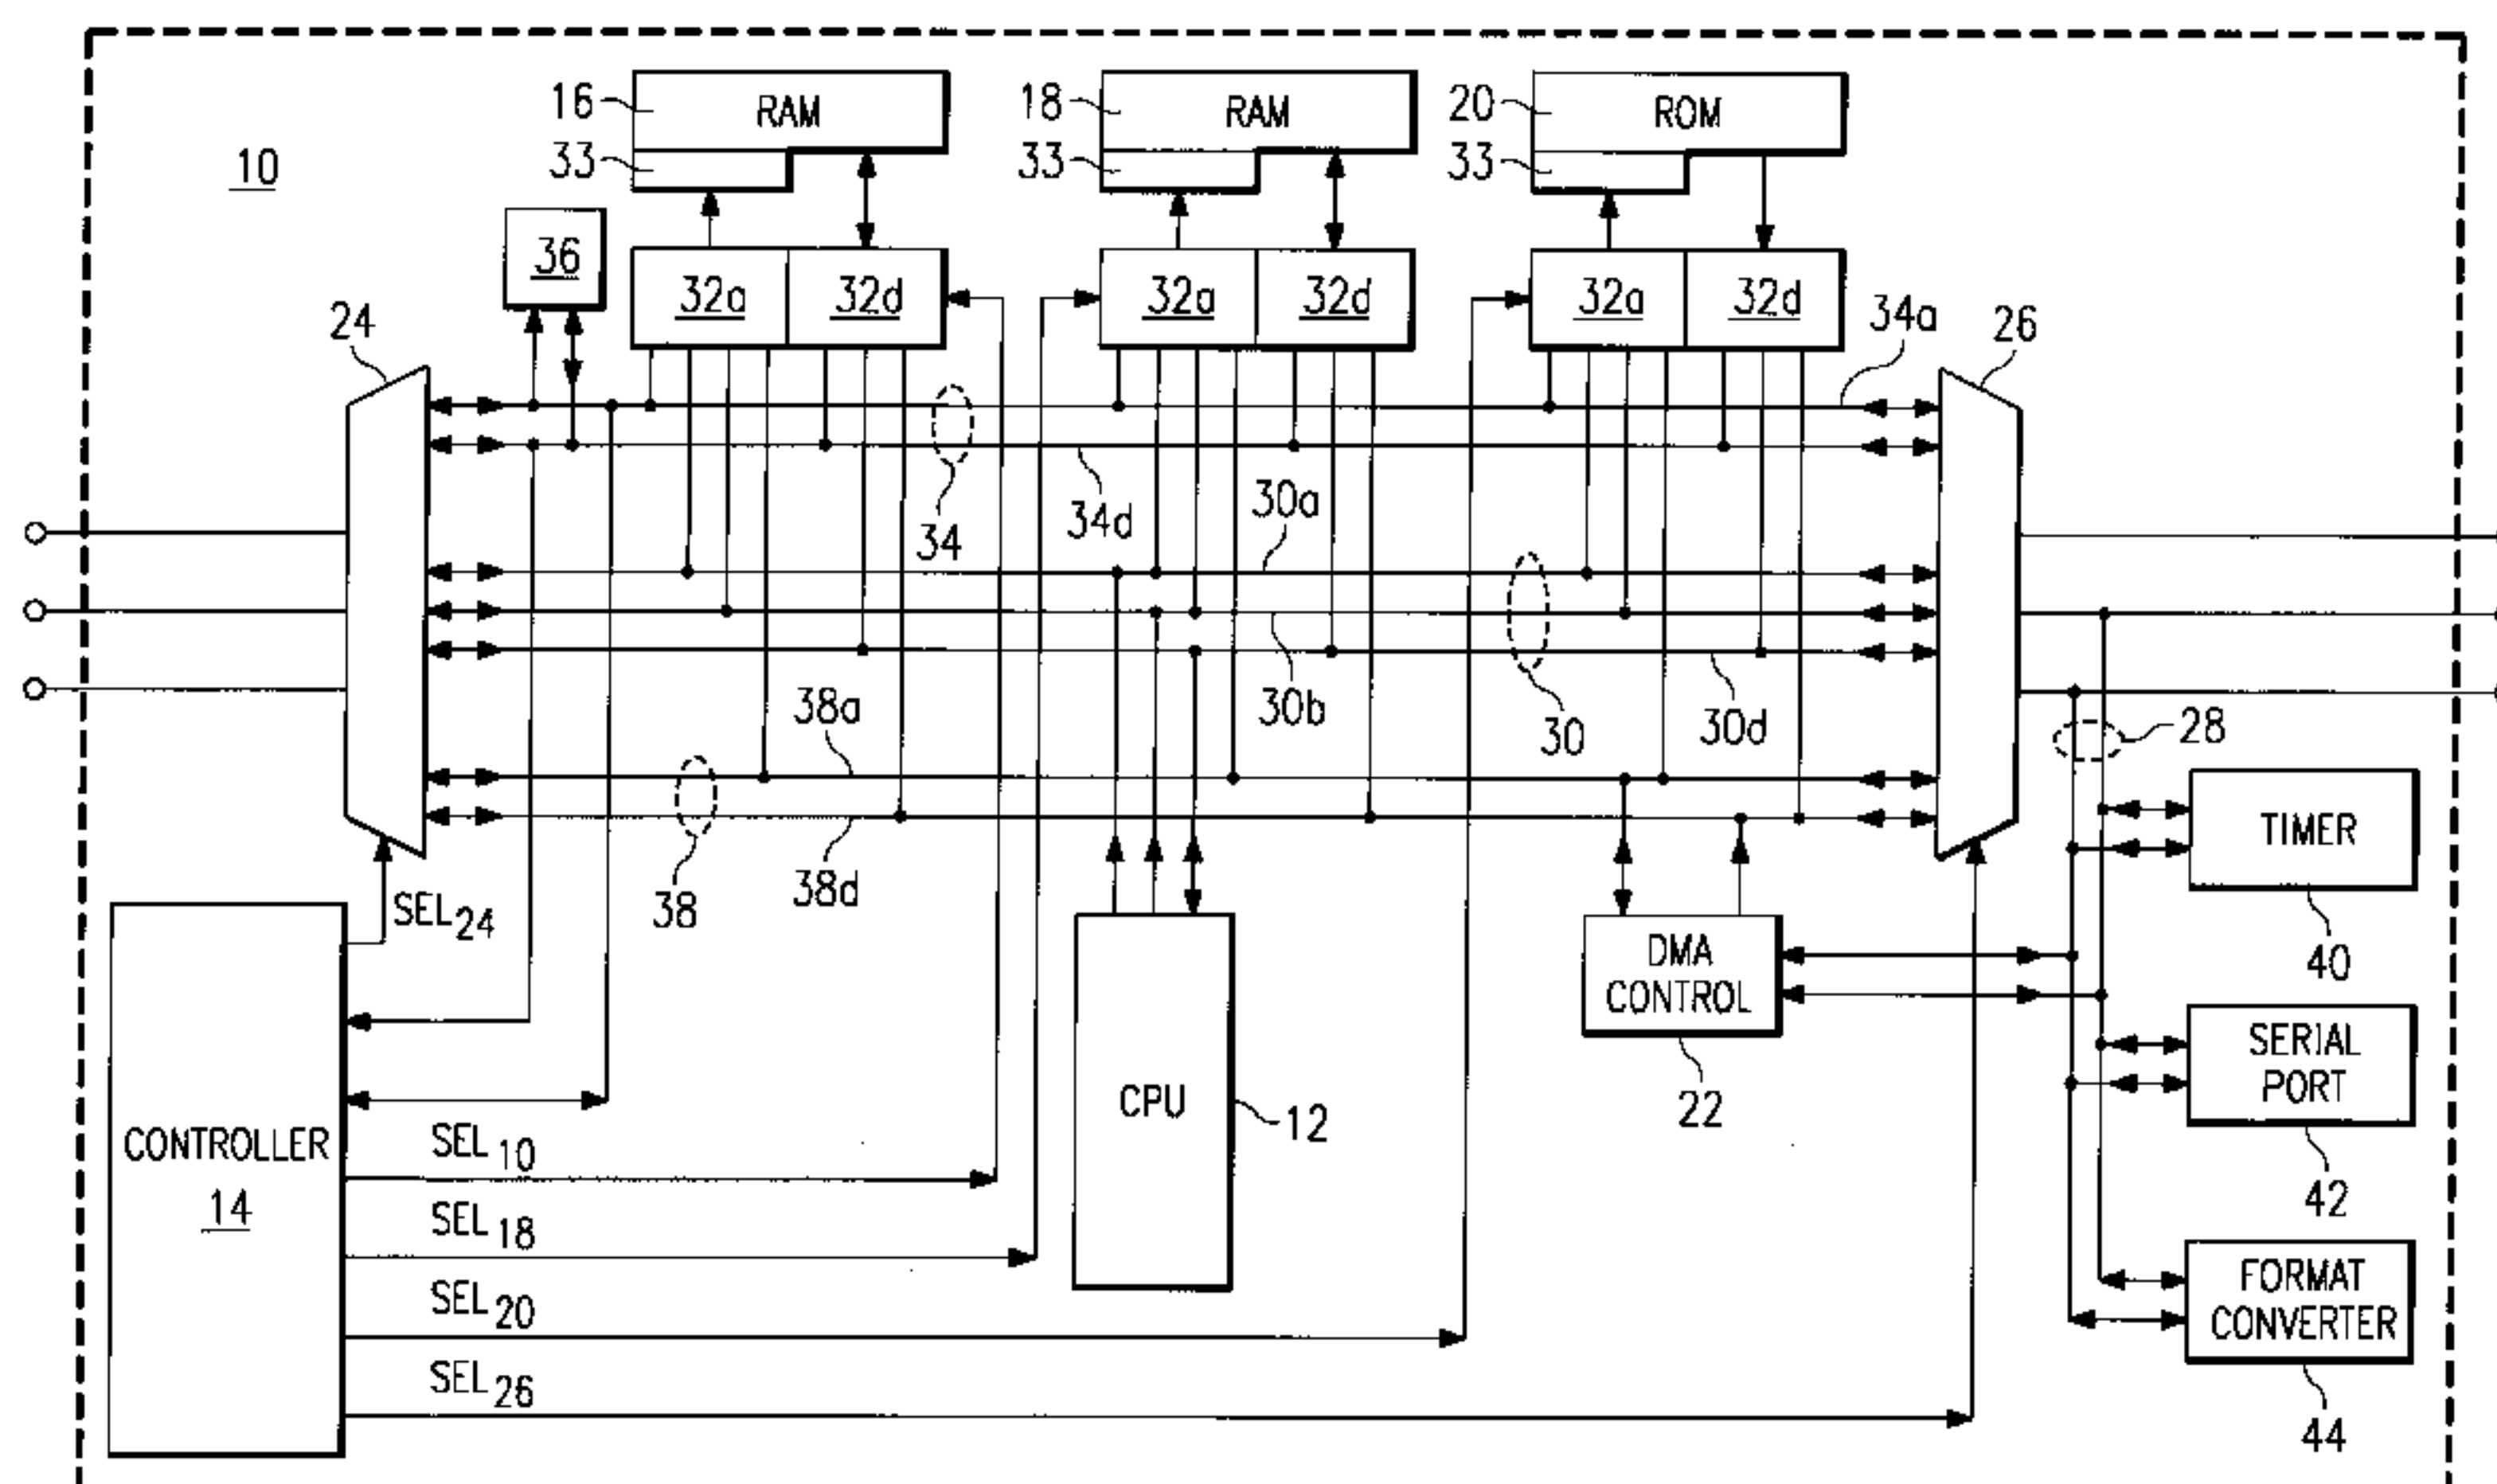 16
RAM
33
18
RAM
33
20
ROM
33
10
36
32a
32d
32a
32d
32a
32d
34a
26
24
34
34d
30a
30b
30
30d
28
38a
38
38d
SEL24
TIMER
40
DMA
CONTROL
22
SERIAL
PORT
42
CPU
12
CONTROLLER
14
SEL10
SEL18
SEL20
SEL26
FORMAT
CONVERTER
44